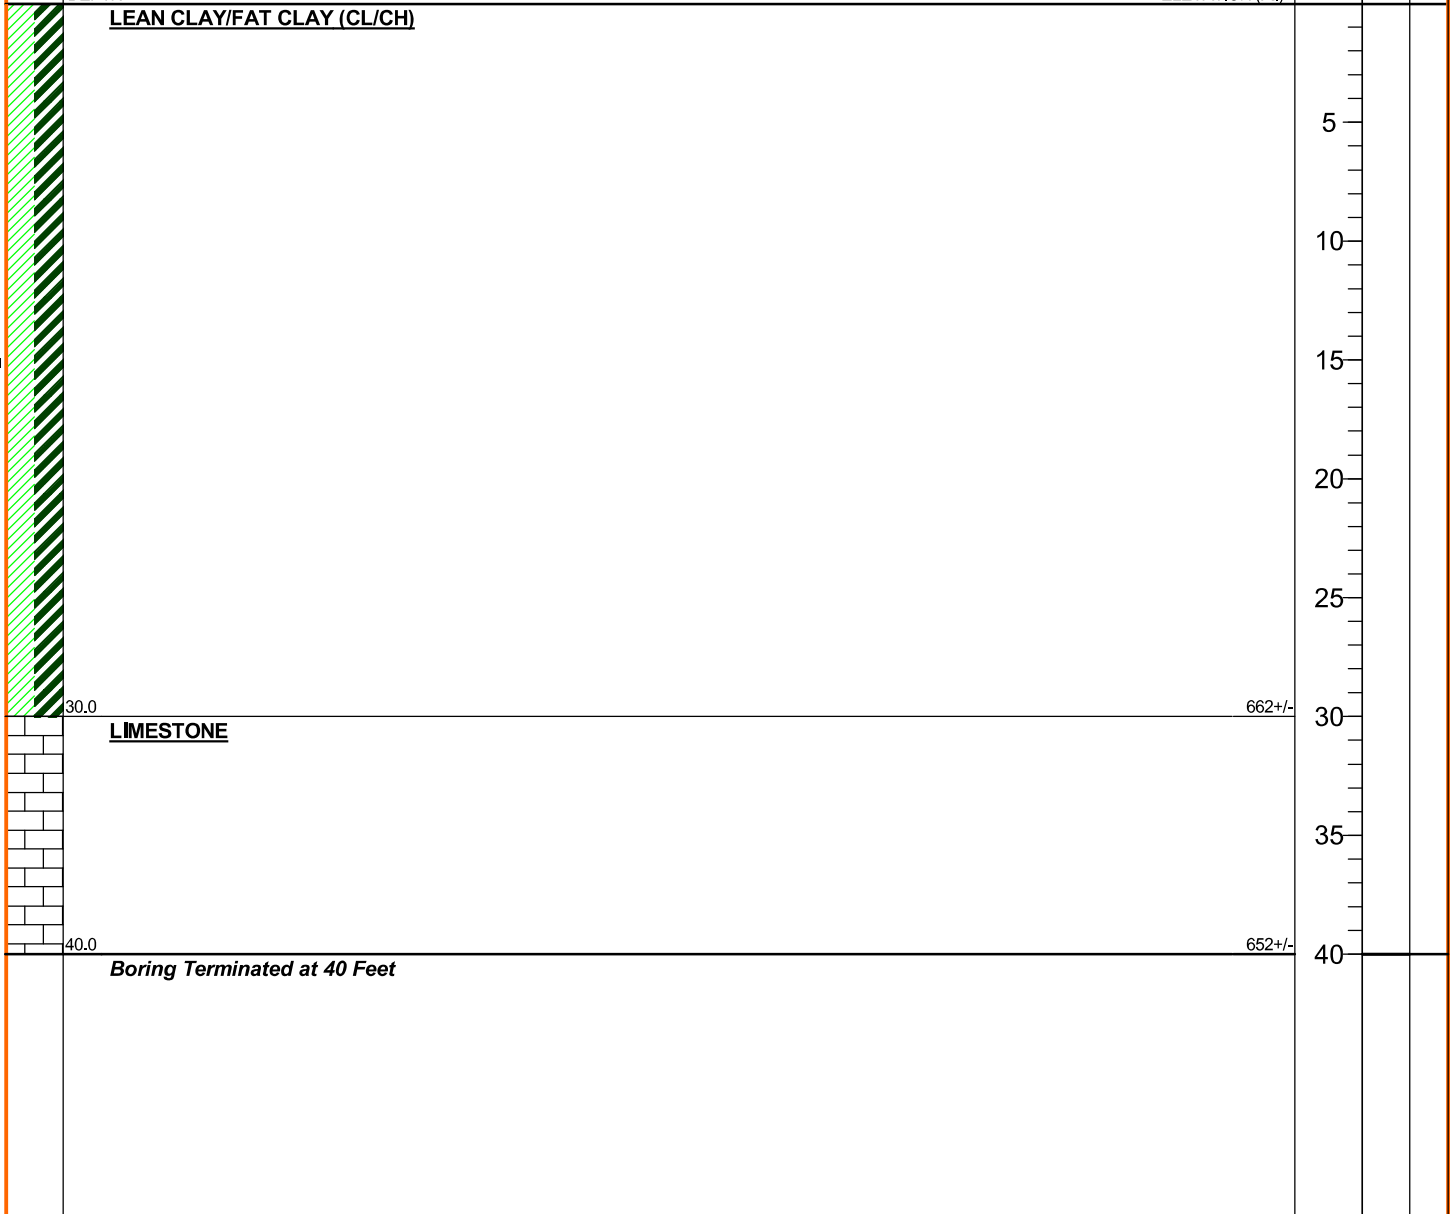 LEAN CLAY/FAT CLAY (CL/CH)
5
10
15
20
25
30.0 662+/- 30
LIMESTONE
35
40.0 652+/- 40
Boring Terminated at 40 Feet